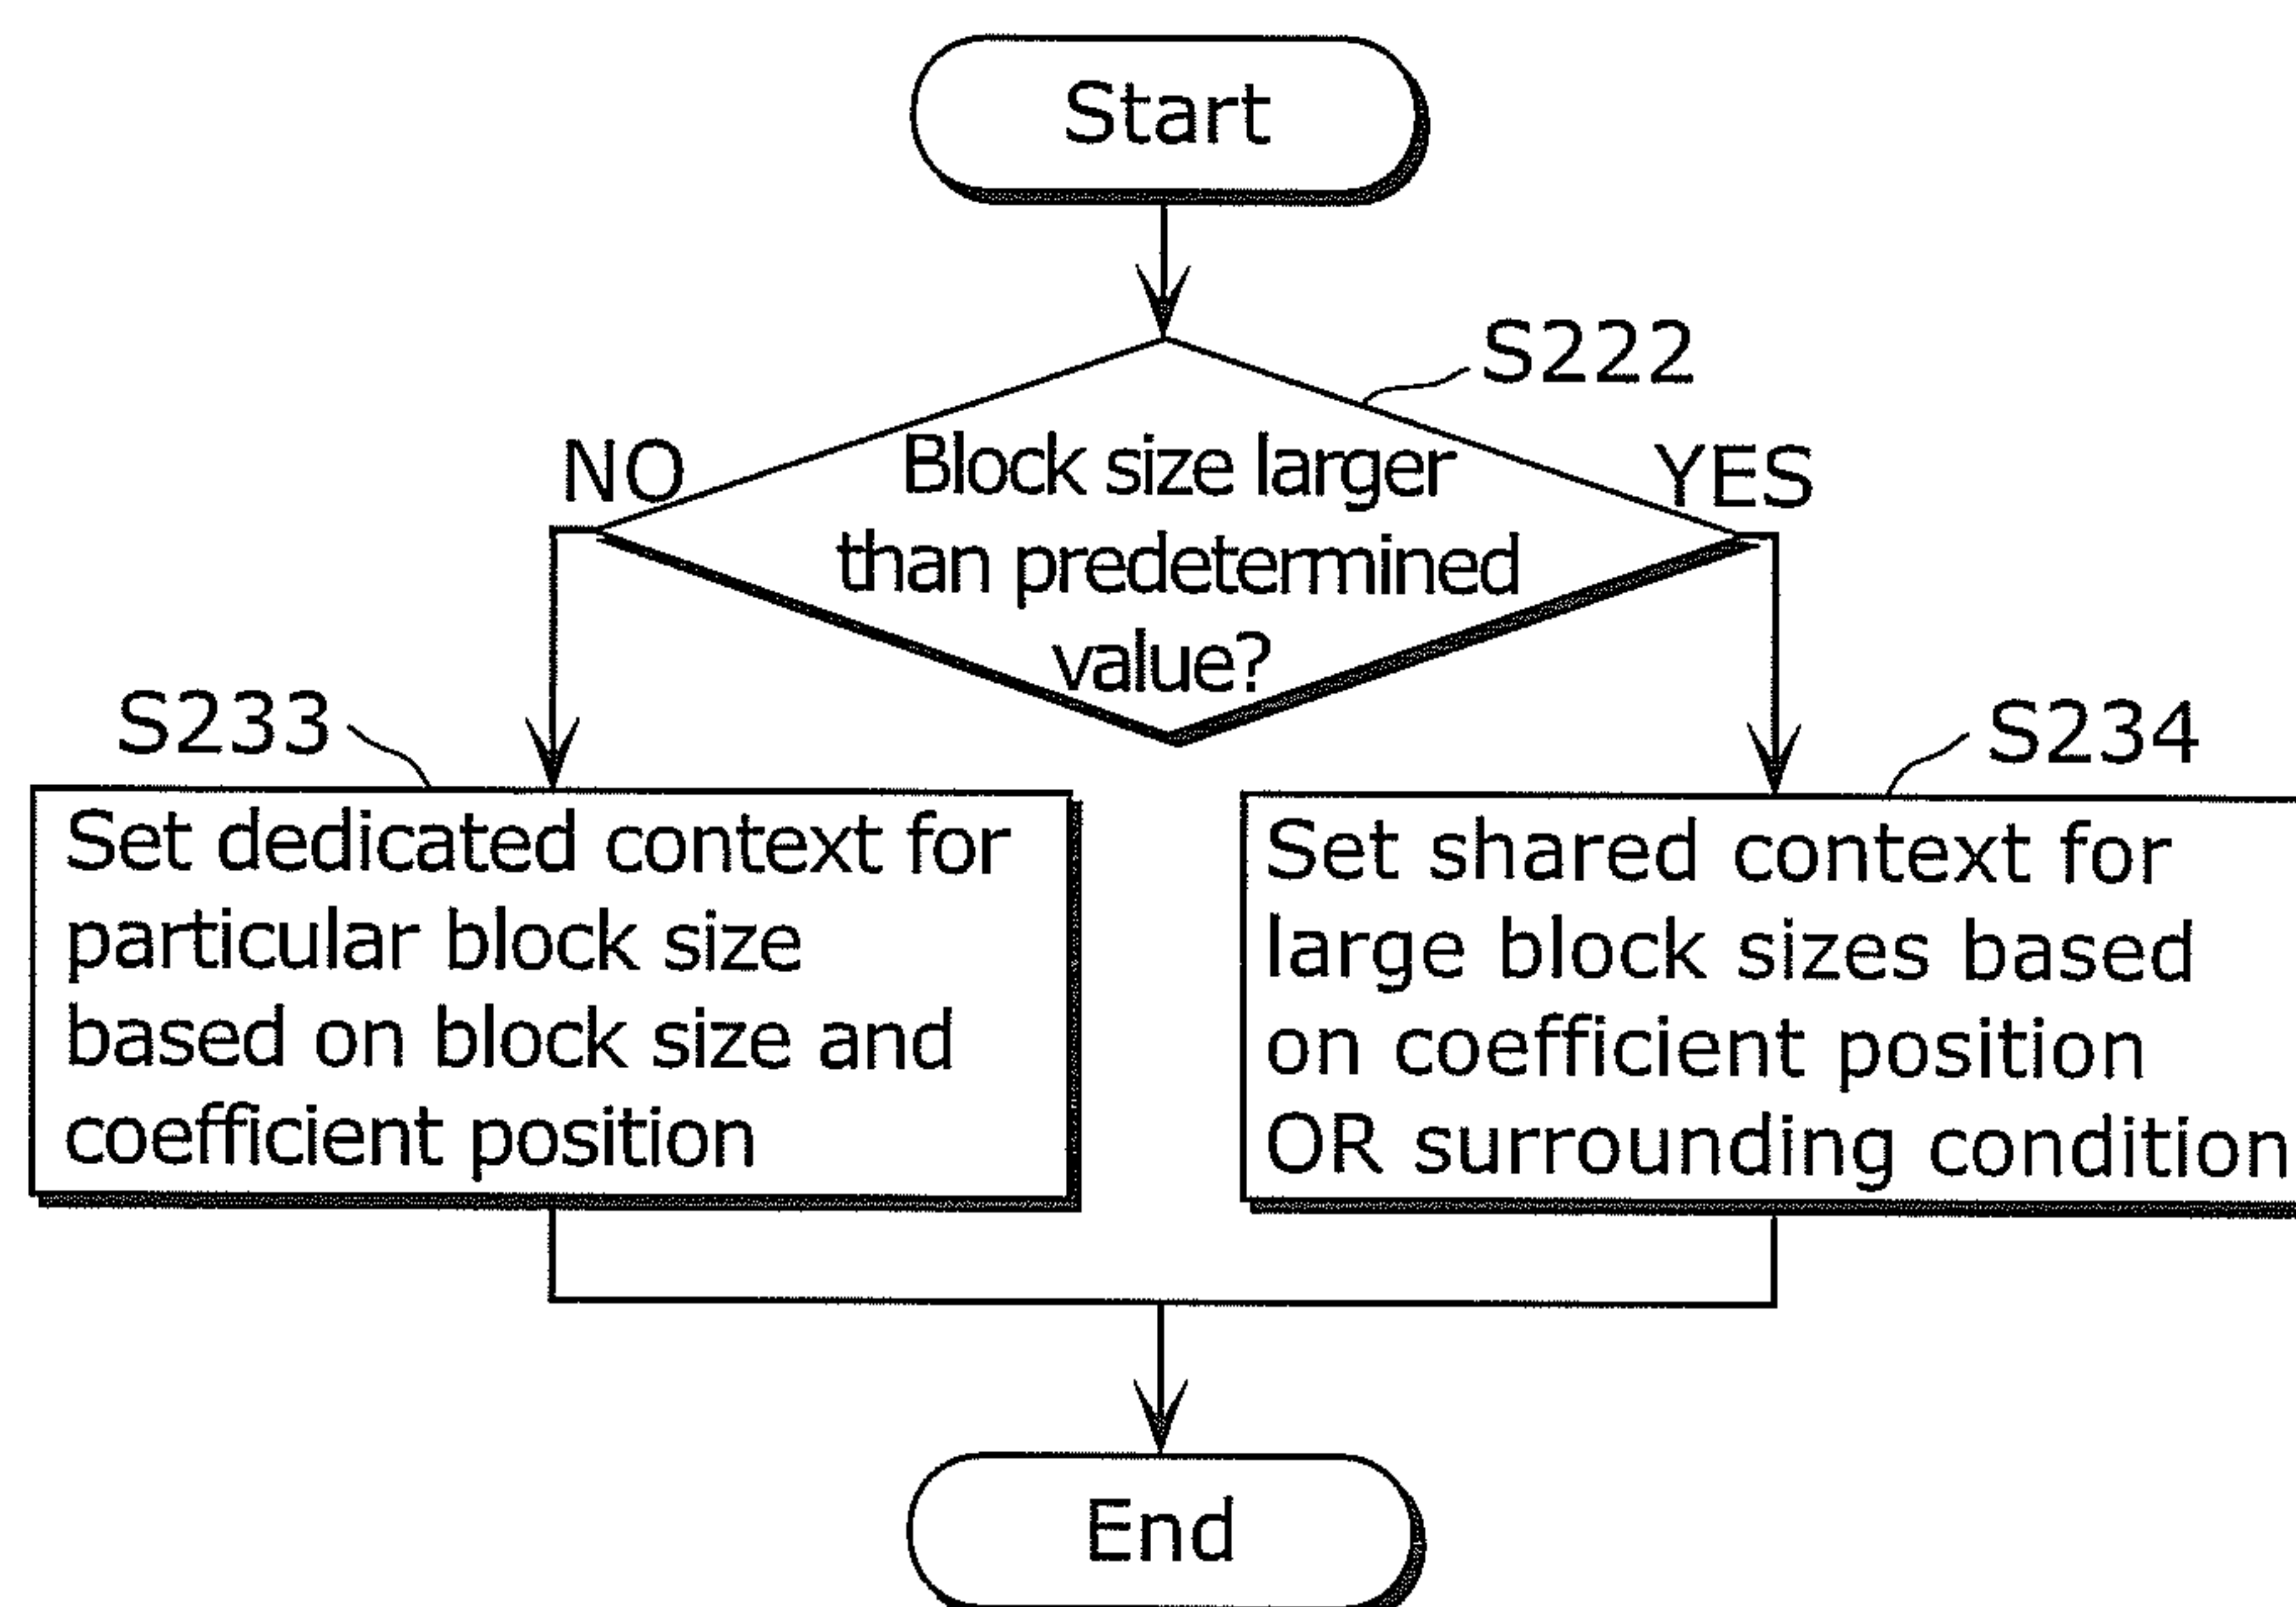 Start
S222
NO
YES
Block size larger
than predetermined
value?
S233
S234
Set dedicated context for
particular block size
based on block size and
coefficient position
Set shared context for
large block sizes based
on coefficient position
OR surrounding condition
End